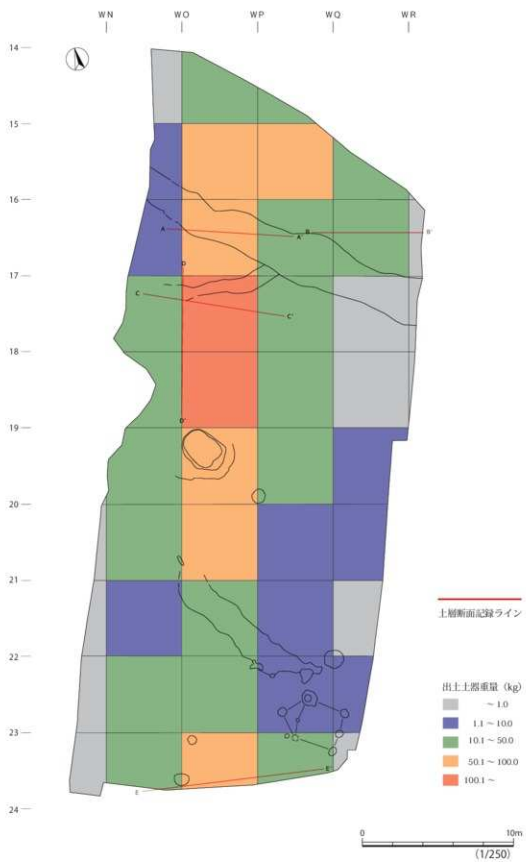 WN WO WP WQ WR
14
15
16
A A' B B'
D
17
C C'
18
D'
19
20
21
土層断面記録ライン
22
出土土器重量(kg)
～1.0
1.1～10.0
23
10.1～50.0
50.1～100.0
E E'
100.1～
24
0 10m
(1/250)